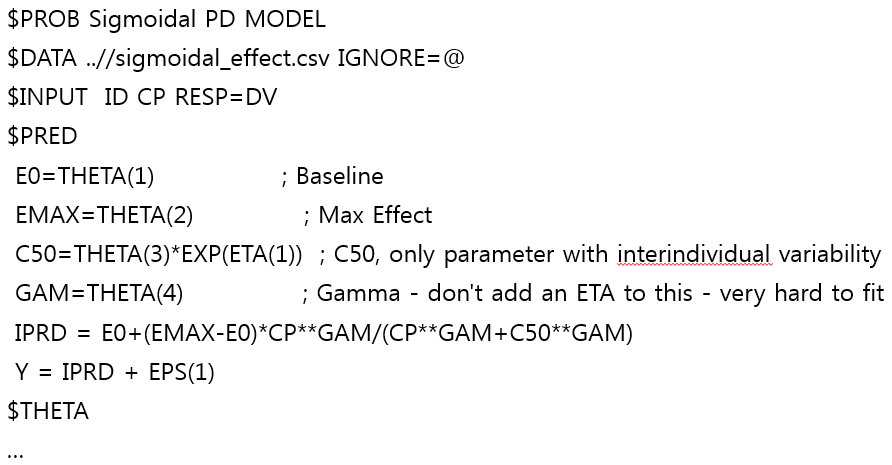 $PROB Sigmoidal PD MODEL
$DATA ..//sigmoidal_effect.csv IGNORE=@
$INPUT  ID CP RESP=DV
$PRED
E0=THETA(1) ; Baseline
EMAX=THETA(2) ; Max Effect
C50=THETA(3)*EXP(ETA(1)) ; C50, only parameter with interindividual variability
GAM=THETA(4) ; Gamma - don't add an ETA to this - very hard to fit
IPRD = E0+(EMAX-E0)*CP**GAM/(CP**GAM+C50**GAM)
Y = IPRD + EPS(1)
$THETA
...